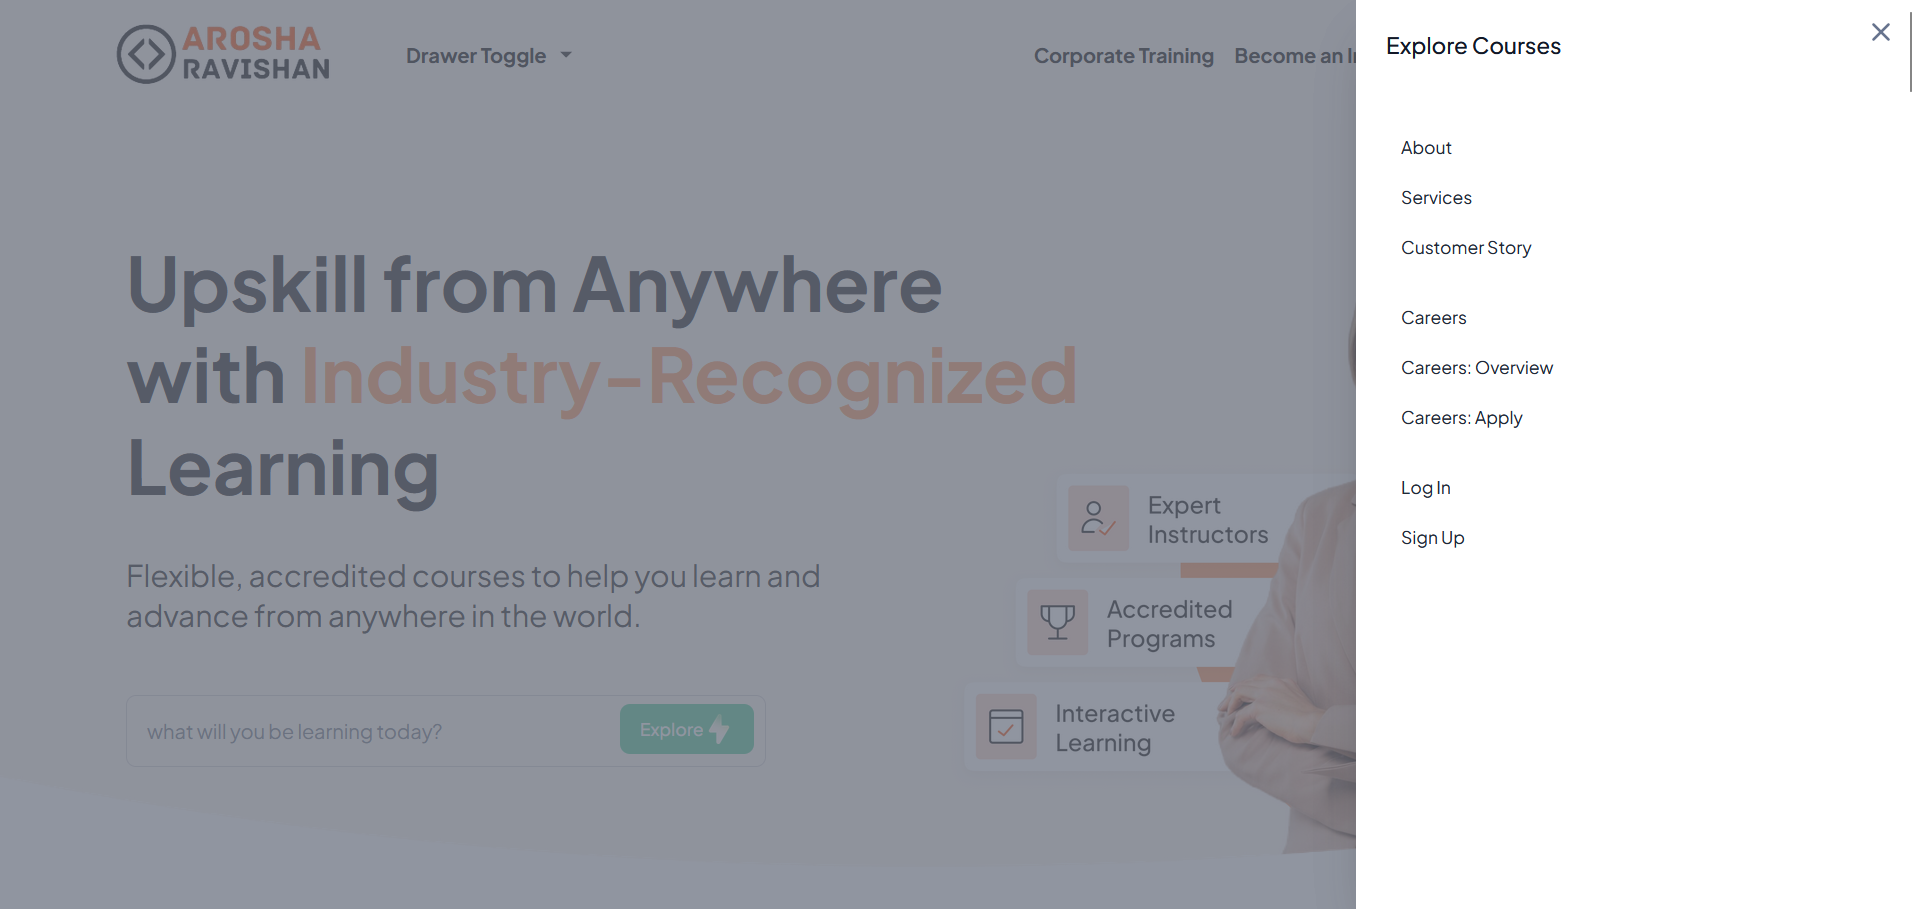 AROSHA
RAVISHAN
Drawer Toggle
Corporate Training
Become an
Upskill from Anywhere
with Industry-Recognized
Learning
Flexible, accredited courses to help you learn and
advance from anywhere in the world.
what will you be learning today?
Explore
Expert
Instructors
Accredited
Programs
Interactive
Learning
Explore Courses
About
Services
Customer Story
Careers
Careers: Overview
Careers: Apply
Log In
Sign Up